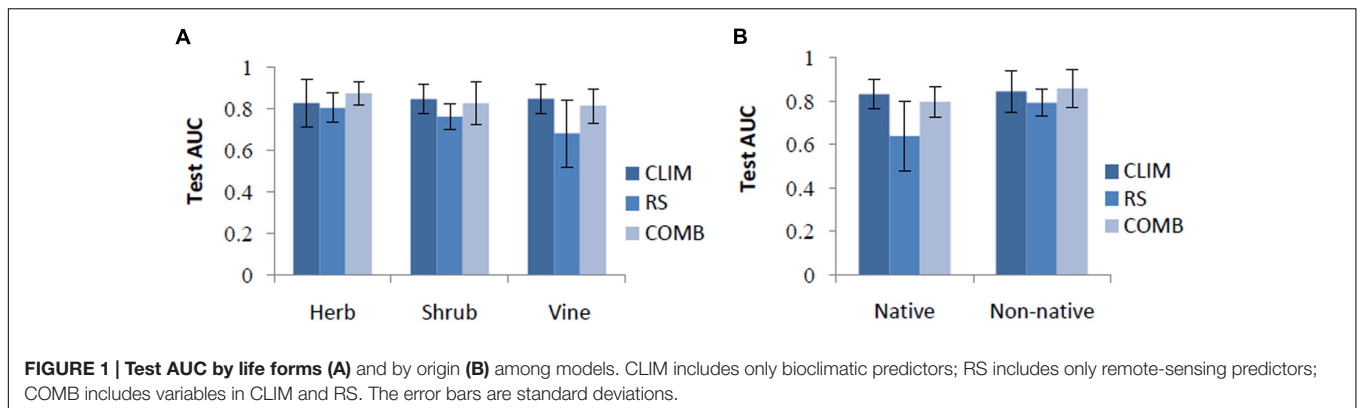 A
B
1
0.8
0.6
0.4
0.2
0
Test AUC
Herb
Shrub
Vine
CLIM
RS
COMB
1
0.8
0.6
0.4
0.2
0
Test AUC
Native
Non-native
CLIM
RS
COMB
FIGURE 1 | Test AUC by life forms (A) and by origin (B) among models. CLIM includes only bioclimatic predictors; RS includes only remote-sensing predictors;
COMB includes variables in CLIM and RS. The error bars are standard deviations.